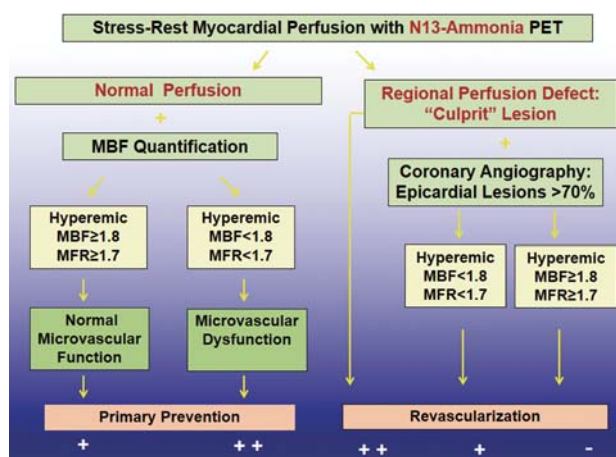 Stress-Rest Myocardial Perfusion with N13-Ammonia PET
Normal Perfusion
+
MBF Quantification
Hyperemic
MBF≥1.8
MFR≥1.7
Hyperemic
MBF<1.8
MFR<1.7
Normal
Microvascular
Function
Microvascular
Dysfunction
Primary Prevention
+
++
Regional Perfusion Defect:
“Culprit” Lesion
+
Coronary Angiography:
Epicardial Lesions >70%
Hyperemic
MBF<1.8
MFR<1.7
Hyperemic
MBF≥1.8
MFR≥1.7
Revascularization
++
+
-